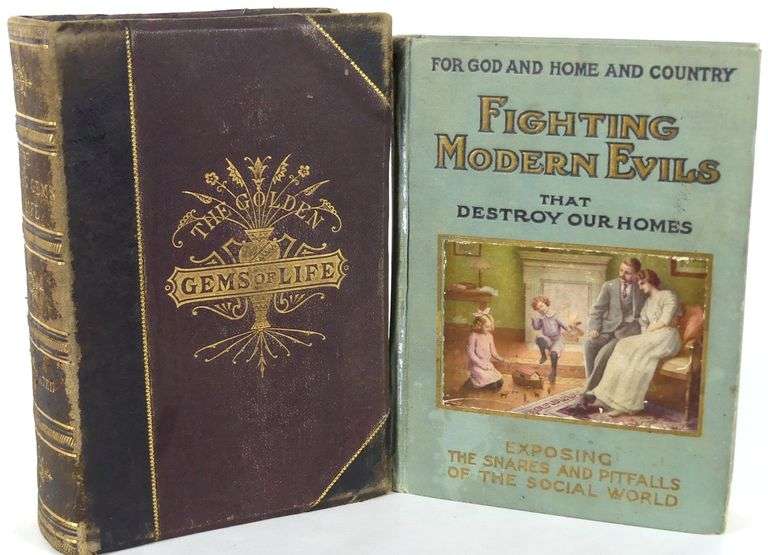 THE GOLDEN
GEMS OF LIFE
FOR GOD AND HOME AND COUNTRY
FIGHTING
MODERN EVILS
THAT
DESTROY OUR HOMES
EXPOSING
THE SNARES AND PITFALLS
OF THE SOCIAL WORLD